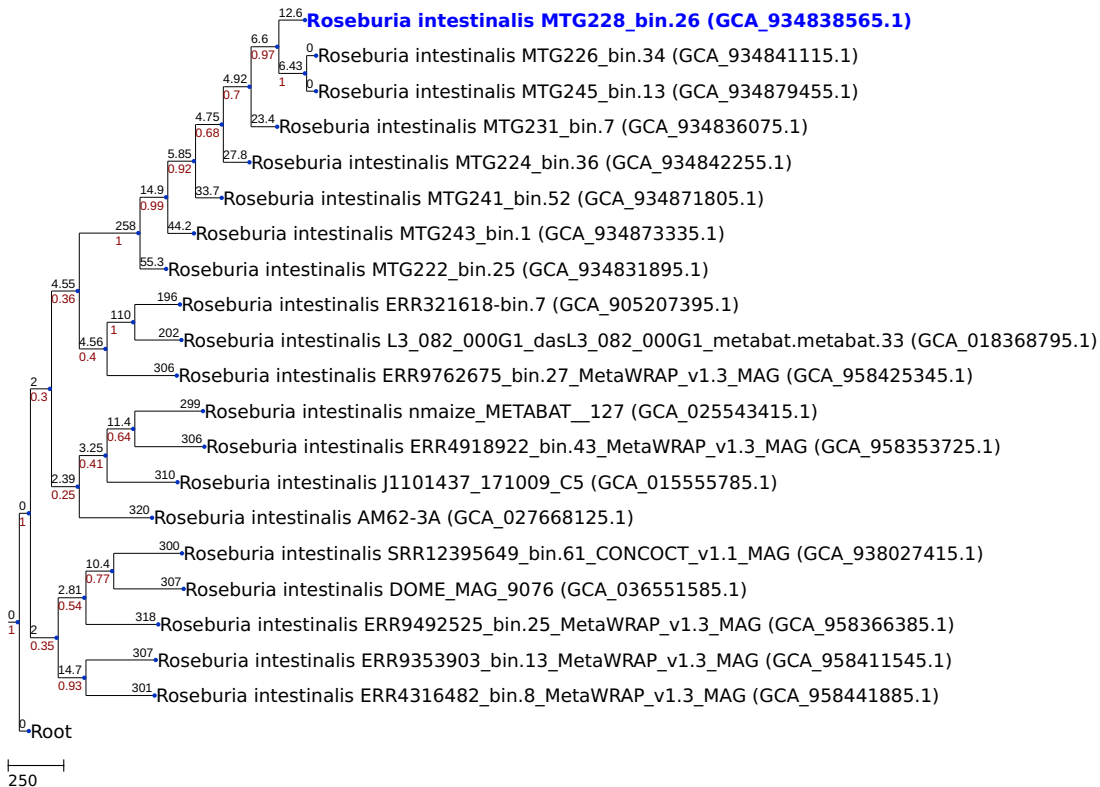 12.6 Roseburia intestinalis MTG228_bin.26 (GCA_934838565.1)
6.6
0.97
0 Roseburia intestinalis MTG226_bin.34 (GCA_934841115.1)
6.43
1
4.92
0.7
0 Roseburia intestinalis MTG245_bin.13 (GCA_934879455.1)
4.75
0.68
23.4 Roseburia intestinalis MTG231_bin.7 (GCA_934836075.1)
5.85
0.92
27.8 Roseburia intestinalis MTG224_bin.36 (GCA_934842255.1)
14.9
0.99
33.7 Roseburia intestinalis MTG241_bin.52 (GCA_934871805.1)
258
1
44.2 Roseburia intestinalis MTG243_bin.1 (GCA_934873335.1)
55.3 Roseburia intestinalis MTG222_bin.25 (GCA_934831895.1)
4.55
0.36
196 Roseburia intestinalis ERR321618-bin.7 (GCA_905207395.1)
110
1
202 Roseburia intestinalis L3_082_000G1_dasL3_082_000G1_metabat.metabat.33 (GCA_018368795.1)
4.56
0.4
306 Roseburia intestinalis ERR9762675_bin.27_MetaWRAP_v1.3_MAG (GCA_958425345.1)
2
0.3
299 Roseburia intestinalis nmaize_METABAT__127 (GCA_025543415.1)
11.4
0.64
306 Roseburia intestinalis ERR4918922_bin.43_MetaWRAP_v1.3_MAG (GCA_958353725.1)
3.25
0.41
310 Roseburia intestinalis J1101437_171009_C5 (GCA_015555785.1)
2.39
0.25
320 Roseburia intestinalis AM62-3A (GCA_027668125.1)
0
1
300 Roseburia intestinalis SRR12395649_bin.61_CONCOCT_v1.1_MAG (GCA_938027415.1)
10.4
0.77
307 Roseburia intestinalis DOME_MAG_9076 (GCA_036551585.1)
2.81
0.54
318 Roseburia intestinalis ERR9492525_bin.25_MetaWRAP_v1.3_MAG (GCA_958366385.1)
0
1
2
0.35
307 Roseburia intestinalis ERR9353903_bin.13_MetaWRAP_v1.3_MAG (GCA_958411545.1)
14.7
0.93
301 Roseburia intestinalis ERR4316482_bin.8_MetaWRAP_v1.3_MAG (GCA_958441885.1)
0 Root
250